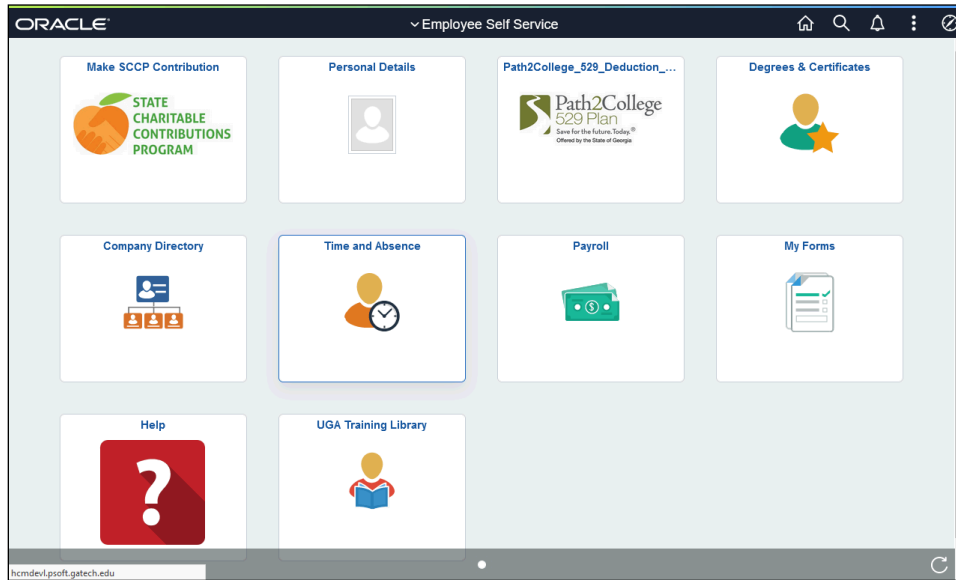 ORACLE
Employee Self Service
Make SCCP Contribution
STATE
CHARITABLE
CONTRIBUTIONS
PROGRAM
Personal Details
Path2College_529_Deduction_...
Path2College
529 Plan
Save for the future. Today.®
Offered by the State of Georgia
Degrees & Certificates
Company Directory
Time and Absence
Payroll
$
My Forms
Help
?
UGA Training Library
hcmdevl.psoft.gatech.edu